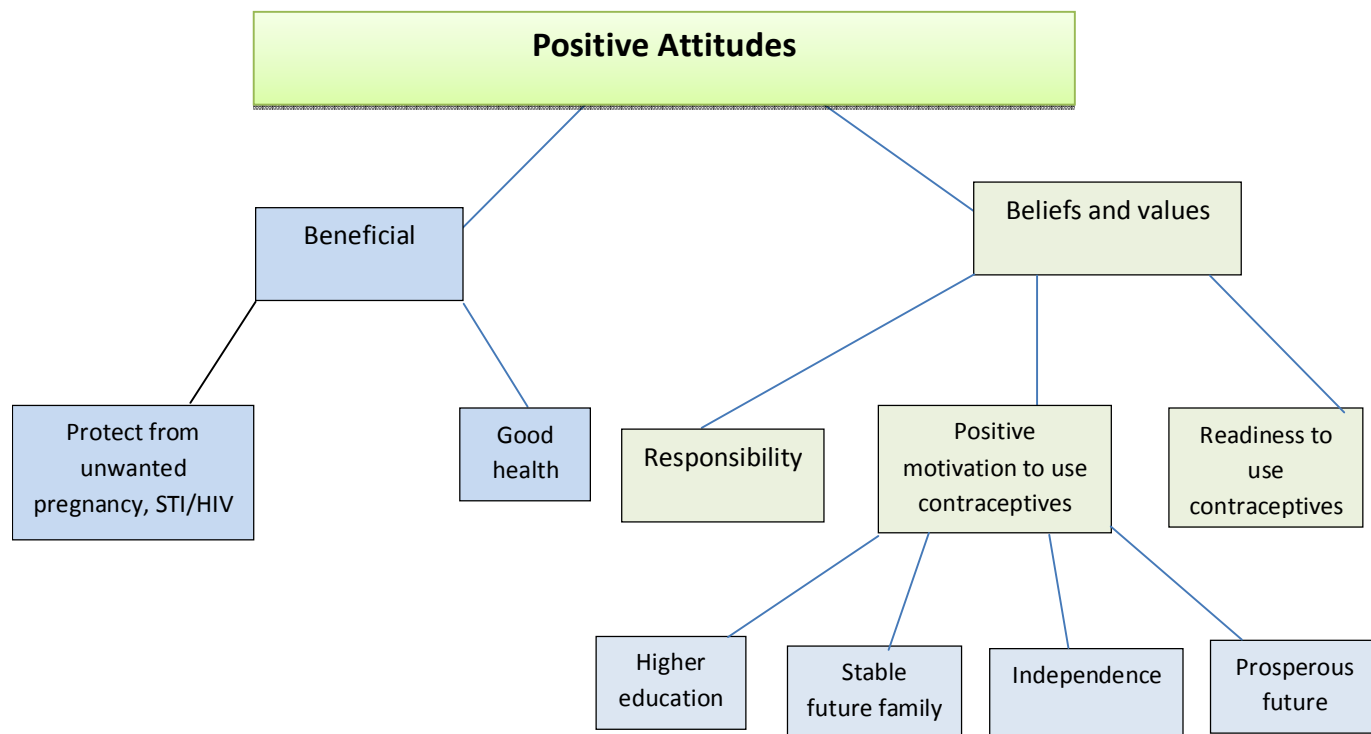 Positive Attitudes
Beneficial
Beliefs and values
Protect from
unwanted
pregnancy, STI/HIV
Good
health
Responsibility
Positive
motivation to use
contraceptives
Readiness to
use
contraceptives
Higher
education
Stable
future family
Independence
Prosperous
future